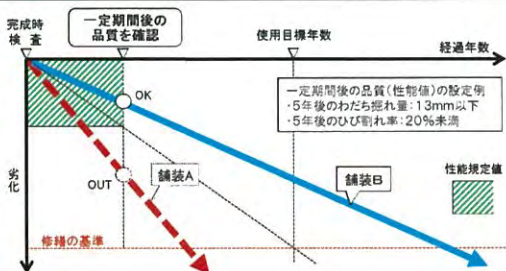 完成時
検査
一定期間後の
品質を確認
使用目標年数
経過年数
OK
一定期間後の品質(性能値)の設定例
・5年後のわだち掘れ量:13mm以下
・5年後のひび割れ率:20%未満
劣化
OUT
舗装A
舗装B
性能規定値
修繕の基準